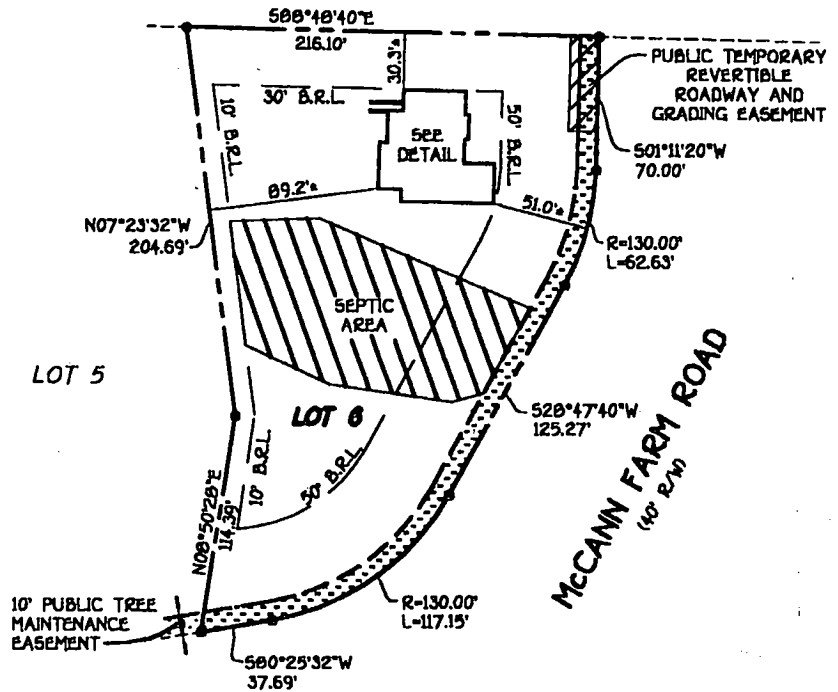 S88°48'40"E
216.10'
30.3'±
PUBLIC TEMPORARY
REVERTIBLE
ROADWAY AND
GRADING EASEMENT
30' B.R.L.
10' B.R.L.
50' B.R.L.
SEE
DETAIL
S01°11'20"W
70.00'
89.2'±
51.0'±
N07°23'32"W
204.69'
R=130.00'
L=62.63'
SEPTIC
AREA
LOT 5
LOT 6
S28°47'40"W
125.27'
McCANN FARM ROAD
(40' R/W)
10' B.R.L.
50' B.R.L.
N08°50'28"E
114.39'
10' PUBLIC TREE
MAINTENANCE
EASEMENT
R=130.00'
L=117.15'
S80°25'32"W
37.69'